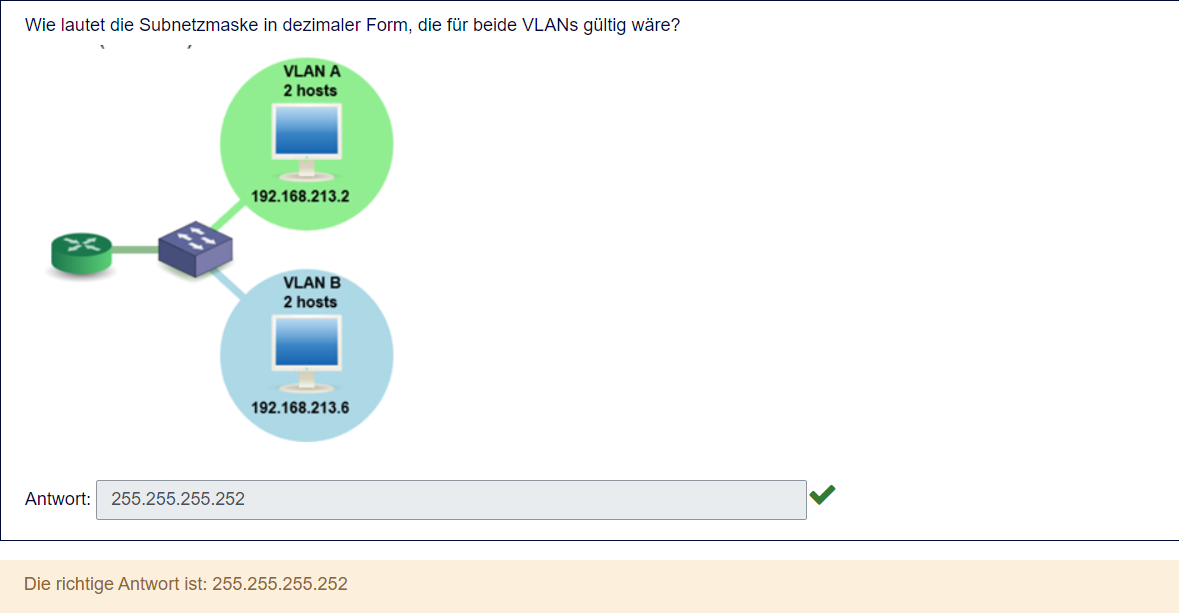 Wie lautet die Subnetzmaske in dezimaler Form, die für beide VLANs gültig wäre?
VLAN A
2 hosts
192.168.213.2
VLAN B
2 hosts
192.168.213.6
Antwort: 255.255.255.252
Die richtige Antwort ist: 255.255.255.252